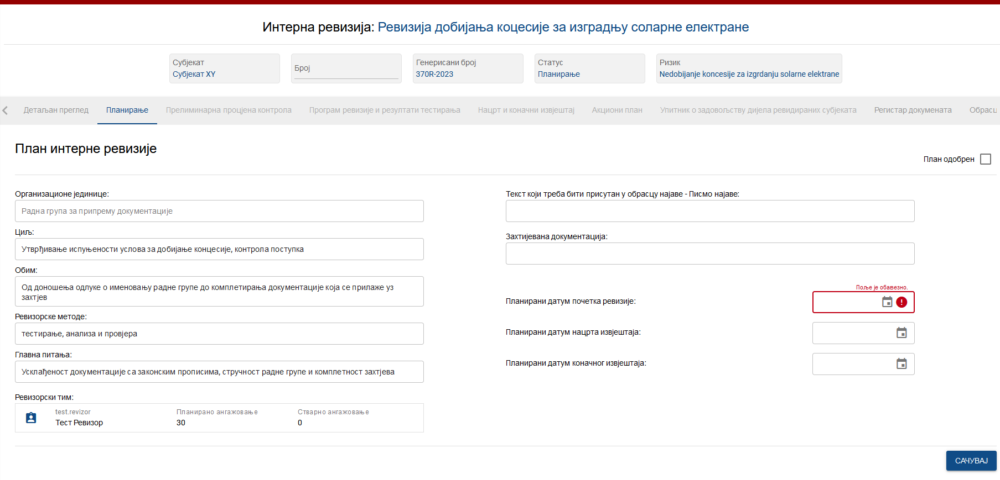 Интерна ревизија: Ревизија добијања коцесије за изградњу соларне електране
Субјекат
Субјекат XY
Број
Генерисани број
370R-2023
Статус
Планирање
Ризик
Nedobijanje koncesije za izgrdanju solarne elektrane
Детаљан преглед
Планирање
Прелиминарна процјена контрола
Програм ревизије и резултати тестирања
Нацрт и коначни извјештај
Акциони план
Упитник о задовољству дијела ревидираних субјеката
Регистар докумената
Обрасц
План интерне ревизије
План одобрен
Организационе јединице:
Радна група за припрему документације
Циљ:
Утврђивање испуњености услова за добијање концесије, контрола поступка
Обим:
Од доношења одлуке о именовању радне групе до комплетирања документације која се прилаже уз
захтјев
Ревизорске методе:
тестирање, анализа и провјера
Главна питања:
Усклађеност документације са законским прописима, стручност радне групе и комплетност захтјева
Ревизорски тим:
test.revizor
Тест Ревизор
Планирано ангажовање
30
Стварно ангажовање
0
Текст који треба бити присутан у обрасцу најаве - Писмо најаве:
Захтијевана документација:
Поље је обавезно.
Планирани датум почетка ревизије:
Планирани датум нацрта извјештаја:
Планирани датум коначног извјештаја:
САЧУВАЈ